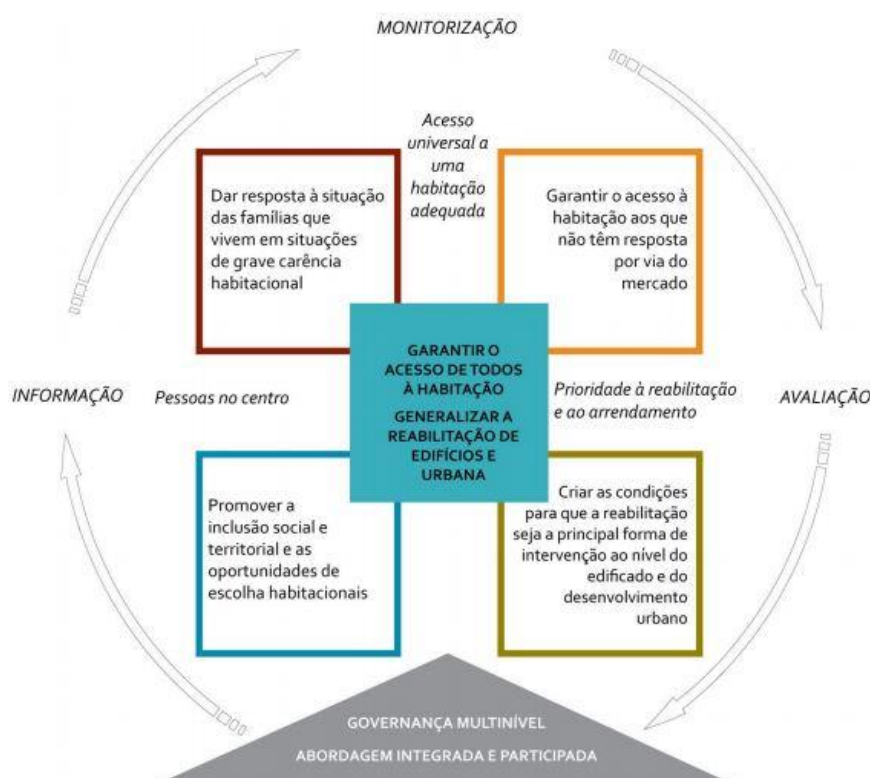 MONITORIZAÇÃO
Acesso
universal a
uma
habitação
adequada
Dar resposta à situação
das famílias que
vivem em situações
de grave carência
habitacional
Garantir o acesso à
habitação aos que
não têm resposta
por via do
mercado
GARANTIR O
ACESSO DE TODOS
À HABITAÇÃO
GENERALIZAR A
REABILITAÇÃO DE
EDIFÍCIOS E
URBANA
INFORMAÇÃO
Pessoas no centro
Prioridade à reabilitação
e ao arrendamento
AVALIAÇÃO
Promover a
inclusão social e
territorial e as
oportunidades de
escolha habitacionais
Criar as condições
para que a reabilitação
seja a principal forma de
intervenção ao nível do
edificado e do
desenvolvimento
urbano
GOVERNANÇA MULTINÍVEL
ABORDAGEM INTEGRADA E PARTICIPADA